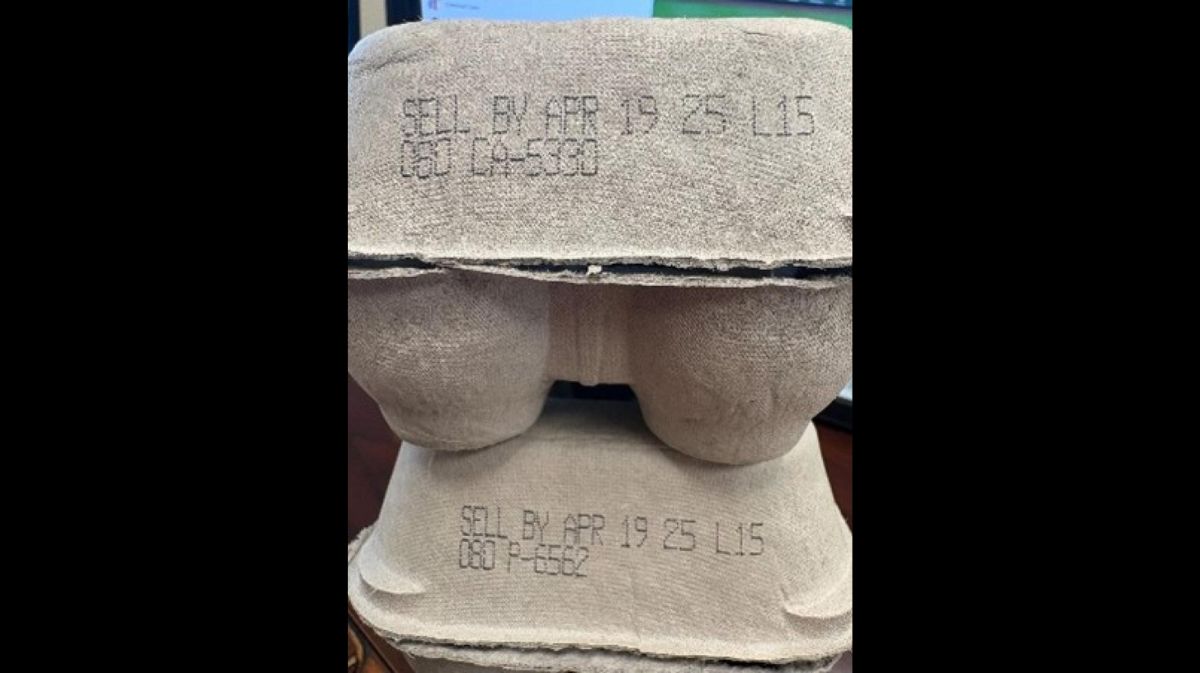 SELL BY APR 19 25 L15
080 CA-5330
SELL BY APR 19 25 L15
080 P-6562